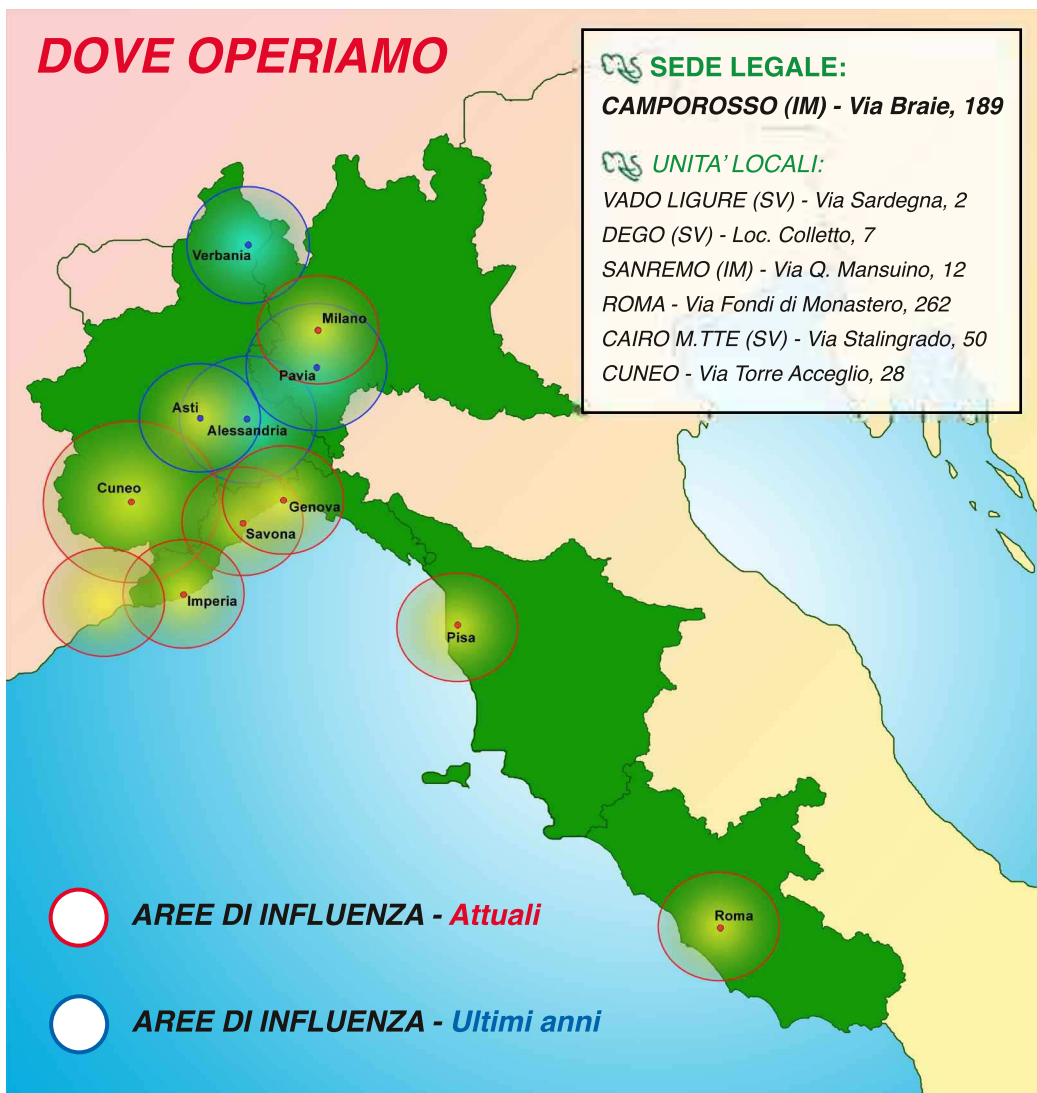 DOVE OPERIAMO
SEDE LEGALE:
CAMPOROSSO (IM) - Via Braie, 189
UNITA' LOCALI:
VADO LIGURE (SV) - Via Sardegna, 2
DEGO (SV) - Loc. Colletto, 7
SANREMO (IM) - Via Q. Mansuino, 12
ROMA - Via Fondi di Monastero, 262
CAIRO M.TTE (SV) - Via Stalingrado, 50
CUNEO - Via Torre Acceglio, 28
Verbania
Milano
Pavia
Asti
Alessandria
Cuneo
Genova
Savona
Imperia
Pisa
Roma
AREE DI INFLUENZA - Attuali
AREE DI INFLUENZA - Ultimi anni